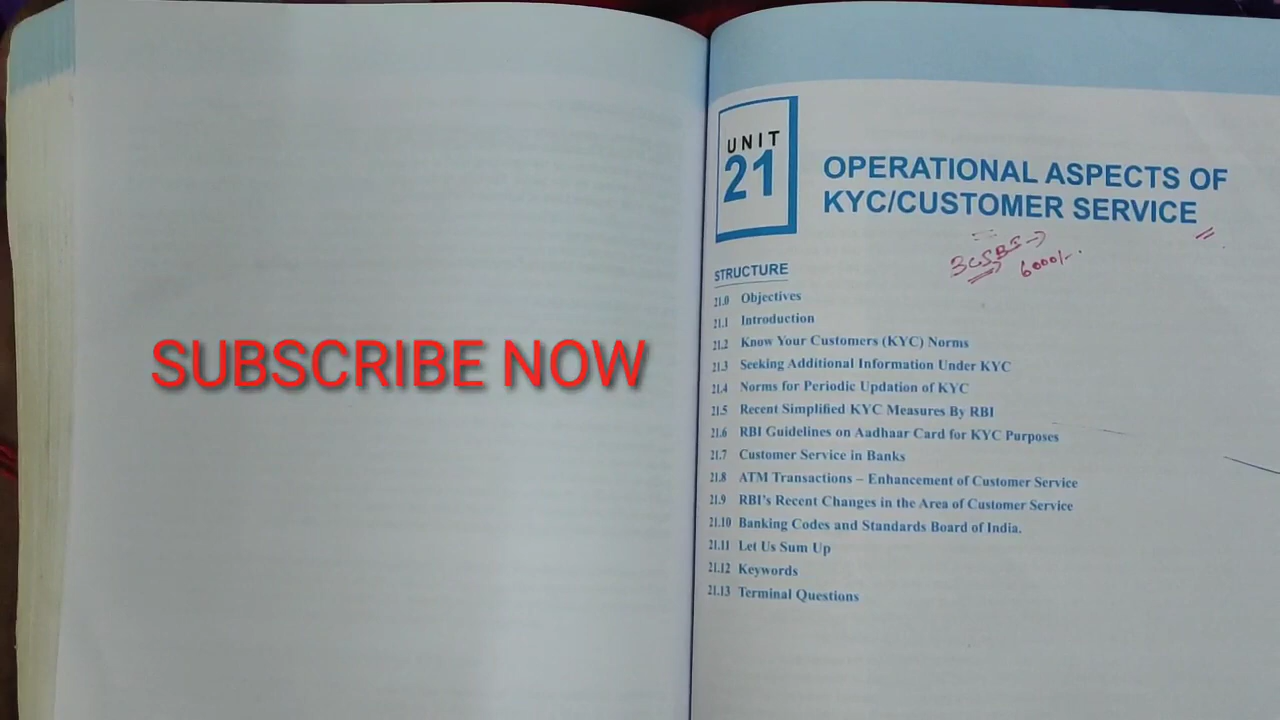 SUBSCRIBE NOW
UNIT
21
OPERATIONAL ASPECTS OF
KYC/CUSTOMER SERVICE
6000/-
STRUCTURE
21.0 Objectives
21.1 Introduction
21.2 Know Your Customers (KYC) Norms
21.3 Seeking Additional Information Under KYC
21.4 Norms for Periodic Updation of KYC
21.5 Recent Simplified KYC Measures By RBI
21.6 RBI Guidelines on Aadhaar Card for KYC Purposes
21.7 Customer Service in Banks
21.8 ATM Transactions – Enhancement of Customer Service
21.9 RBI's Recent Changes in the Area of Customer Service
21.10 Banking Codes and Standards Board of India.
21.11 Let Us Sum Up
21.12 Keywords
21.13 Terminal Questions